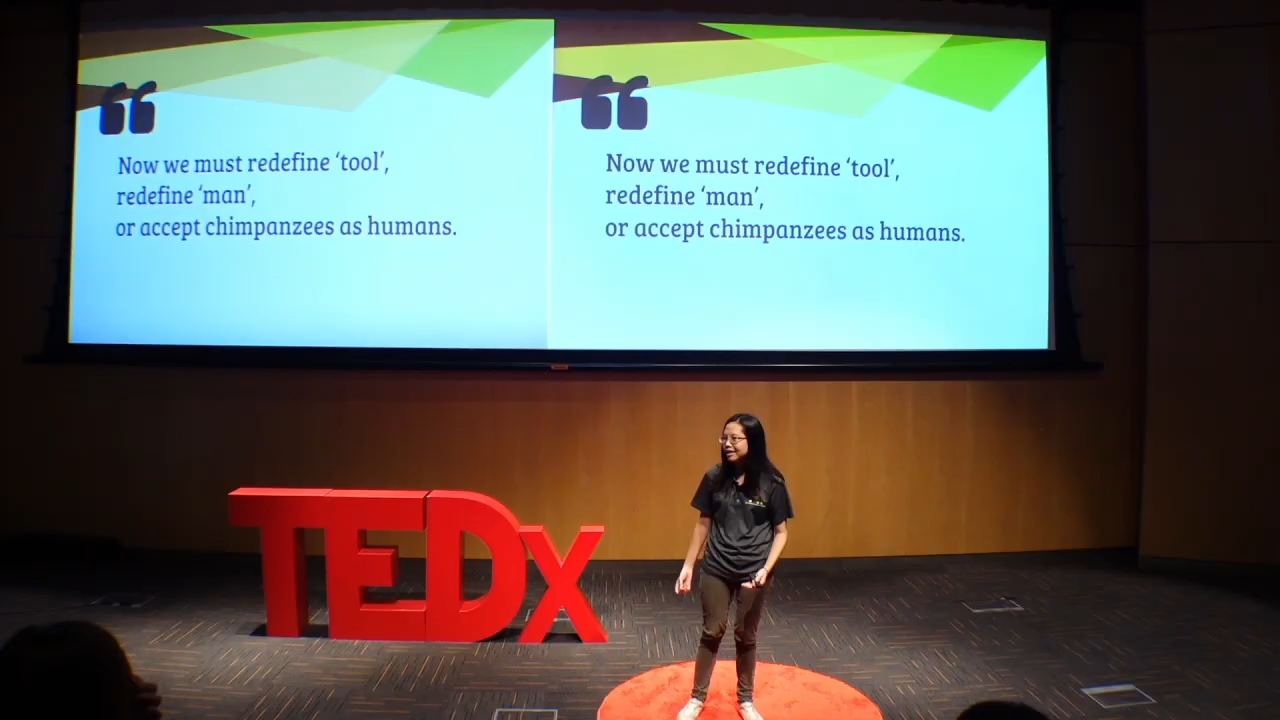 “
Now we must redefine ‘tool’,
redefine ‘man’,
or accept chimpanzees as humans.
“
Now we must redefine ‘tool’,
redefine ‘man’,
or accept chimpanzees as humans.
TEDx